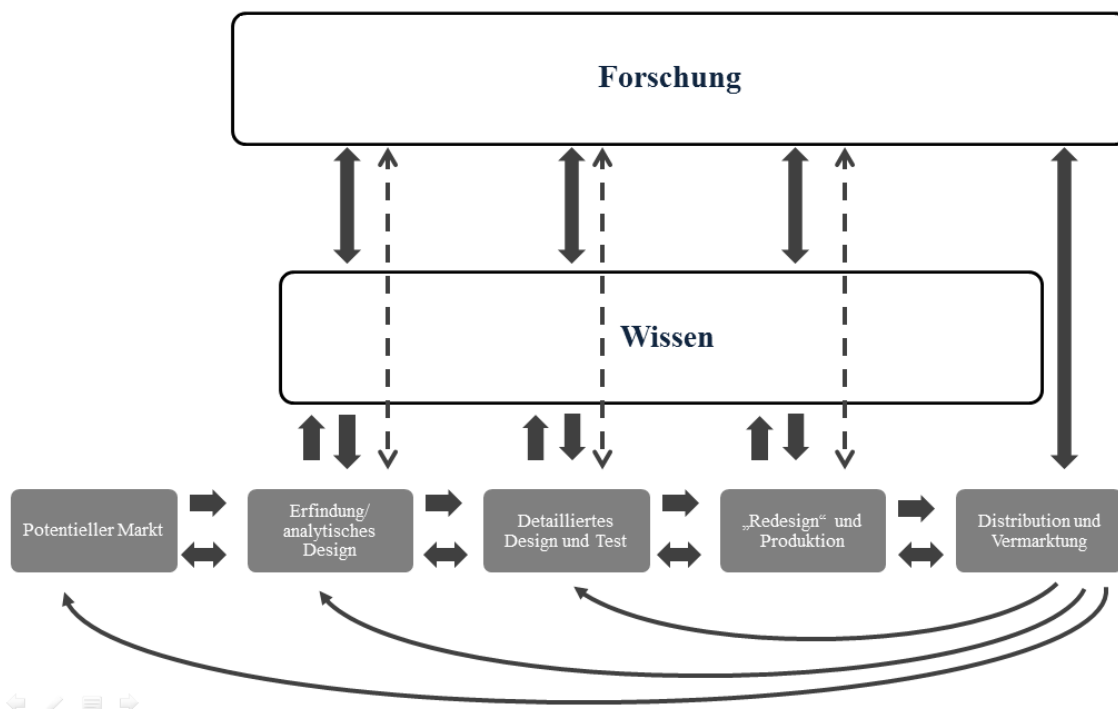 Forschung
Wissen
Potentieller Markt
Erfindung/
analytisches
Design
Detailliertes
Design und Test
„Redesign“ und
Produktion
Distribution und
Vermarktung